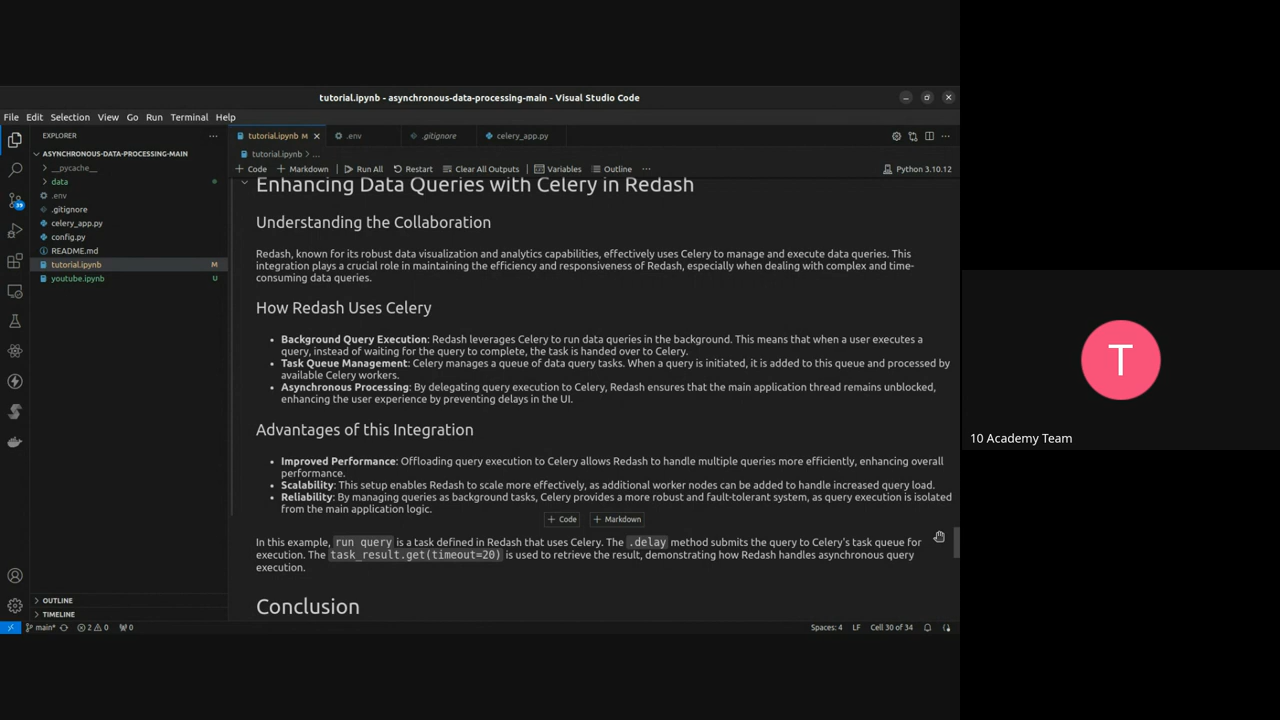 tutorial.ipynb - asynchronous-data-processing-main - Visual Studio Code
File Edit Selection View Go Run Terminal Help
EXPLORER
tutorial.ipynb M
.env
.gitignore
celery_app.py
ASYNCHRONOUS-DATA-PROCESSING-MAIN
tutorial.ipynb > ...
__pycache__
+ Code + Markdown Run All Restart Clear All Outputs Variables Outline ... Python 3.10.12
data
.env
.gitignore
celery_app.py
config.py
README.md
tutorial.ipynb M
youtube.ipynb U
39
Enhancing Data Queries with Celery in Redash
Understanding the Collaboration
Redash, known for its robust data visualization and analytics capabilities, effectively uses Celery to manage and execute data queries. This
integration plays a crucial role in maintaining the efficiency and responsiveness of Redash, especially when dealing with complex and time-
consuming data queries.
How Redash Uses Celery
• Background Query Execution: Redash leverages Celery to run data queries in the background. This means that when a user executes a
query, instead of waiting for the query to complete, the task is handed over to Celery.
• Task Queue Management: Celery manages a queue of data query tasks. When a query is initiated, it is added to this queue and processed by
available Celery workers.
• Asynchronous Processing: By delegating query execution to Celery, Redash ensures that the main application thread remains unblocked,
enhancing the user experience by preventing delays in the UI.
Advantages of this Integration
• Improved Performance: Offloading query execution to Celery allows Redash to handle multiple queries more efficiently, enhancing overall
performance.
• Scalability: This setup enables Redash to scale more effectively, as additional worker nodes can be added to handle increased query load.
• Reliability: By managing queries as background tasks, Celery provides a more robust and fault-tolerant system, as query execution is isolated
from the main application logic.
+ Code + Markdown
In this example, run_query is a task defined in Redash that uses Celery. The .delay method submits the query to Celery's task queue for
execution. The task_result.get(timeout=20) is used to retrieve the result, demonstrating how Redash handles asynchronous query
execution.
Conclusion
OUTLINE
TIMELINE
main* 2 0 0
Spaces: 4 LF Cell 30 of 34
T
10 Academy Team